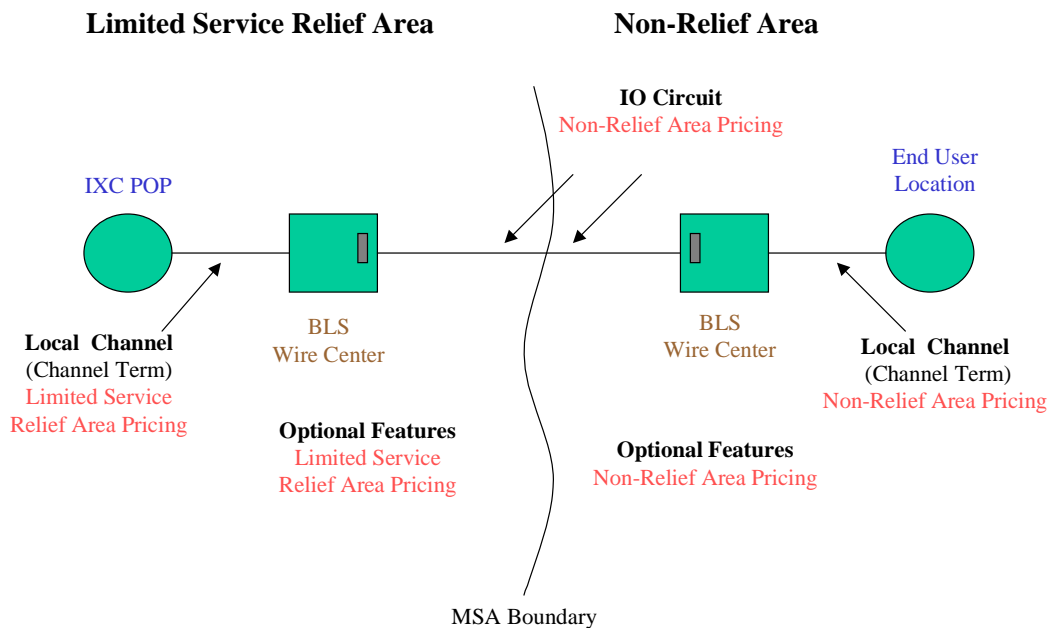 Limited Service Relief Area
Non-Relief Area
IO Circuit
Non-Relief Area Pricing
IXC POP
End User
Location
BLS
Wire Center
BLS
Wire Center
Local Channel
(Channel Term)
Limited Service
Relief Area Pricing
Local Channel
(Channel Term)
Non-Relief Area Pricing
Optional Features
Limited Service
Relief Area Pricing
Optional Features
Non-Relief Area Pricing
MSA Boundary